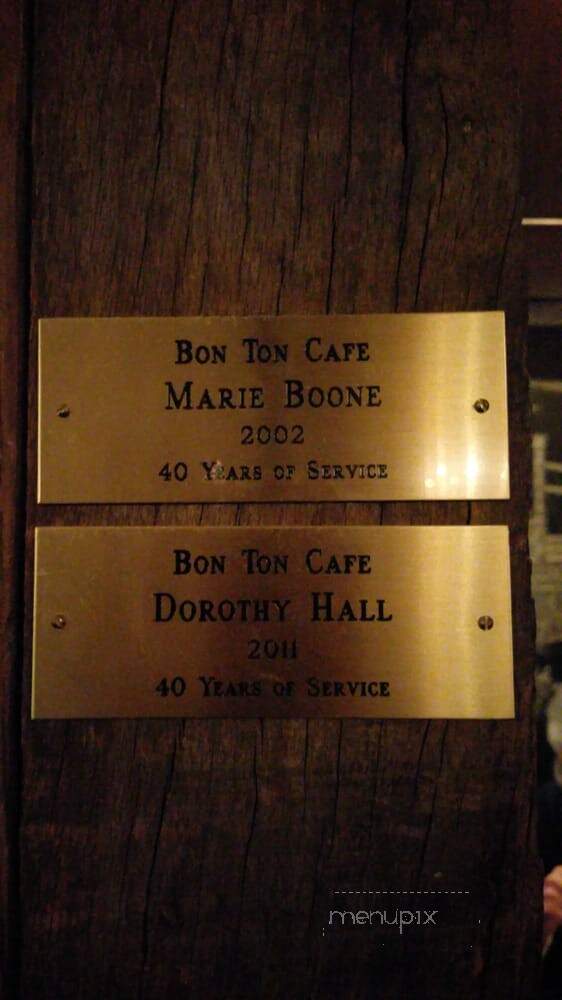 BON TON CAFE
MARIE BOONE
2002
40 YEARS OF SERVICE
BON TON CAFE
DOROTHY HALL
2011
40 YEARS OF SERVICE
menupix